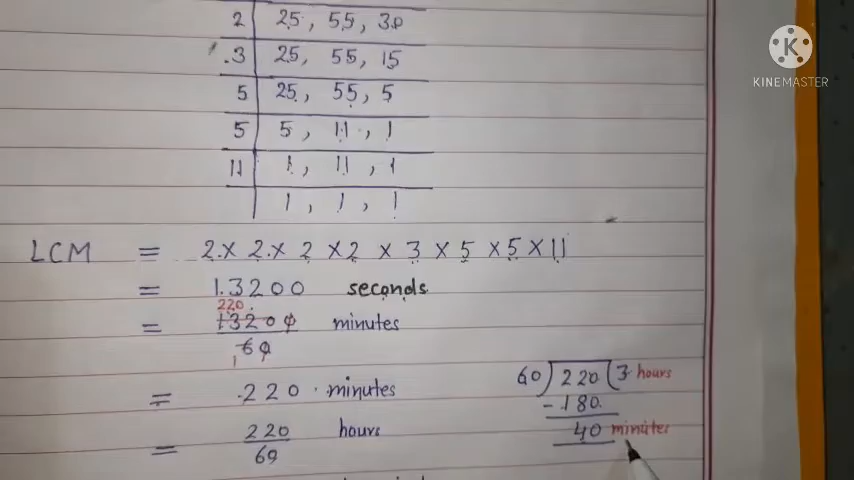 2 | 25, 55, 30
3 | 25, 55, 15
5 | 25, 55, 5
5 | 5, 11, 1
11 | 1, 11, 1
1, 1, 1
LCM = 2 × 2 × 2 × 2 × 3 × 5 × 5 × 11
= 13200 seconds
220
= 13200 minutes
60
1
= 220 minutes
= 220 hours
60
60 ) 220 ( 3 hours
- 180
40 minutes
K
KINEMASTER